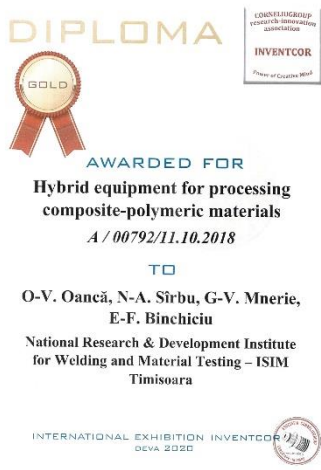 DIPLOMA
CORNELIUGROUP
research-innovation
association
INVENTCOR
Power of Creative Mind
GOLD
AWARDED FOR
Hybrid equipment for processing
composite-polymeric materials
A / 00792/11.10.2018
TO
O-V. Oancă, N-A. Sîrbu, G-V. Mnerie,
E-F. Binchiciu
National Research & Development Institute
for Welding and Material Testing – ISIM
Timisoara
INTERNATIONAL EXHIBITION INVENTCOR
DEVA 2020